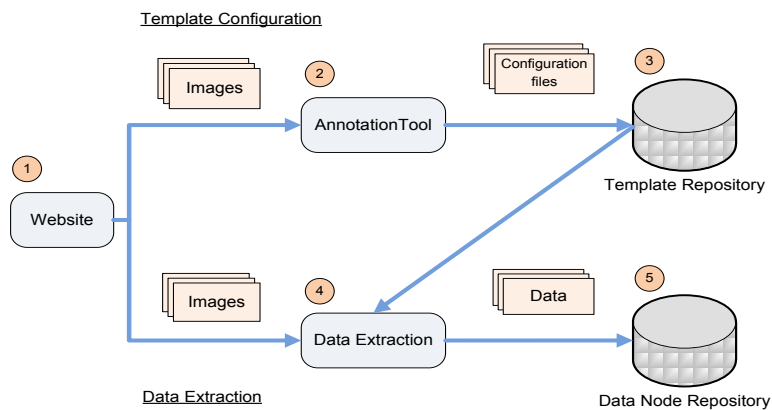 Template Configuration
2
3
Images
Configuration
files
AnnotationTool
1
Template Repository
Website
4
5
Images
Data
Data Extraction
Data Extraction
Data Node Repository